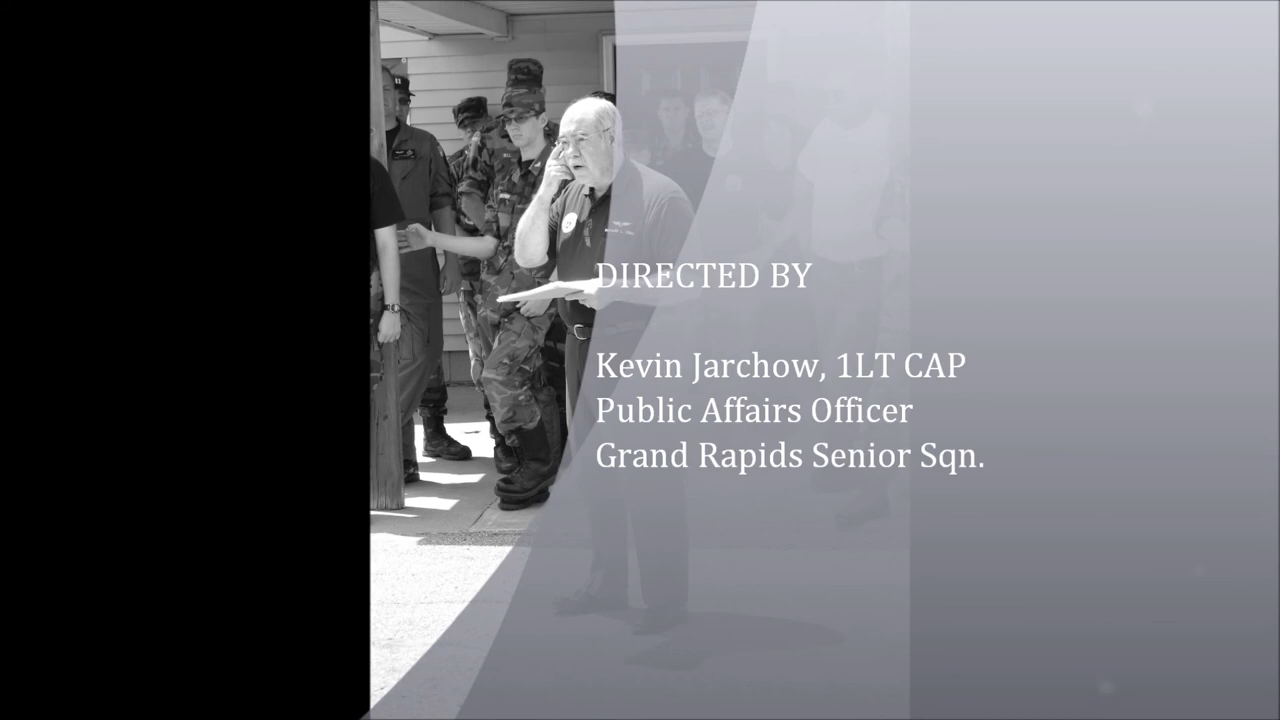 DIRECTED BY
Kevin Jarchow, 1LT CAP
Public Affairs Officer
Grand Rapids Senior Sqn.